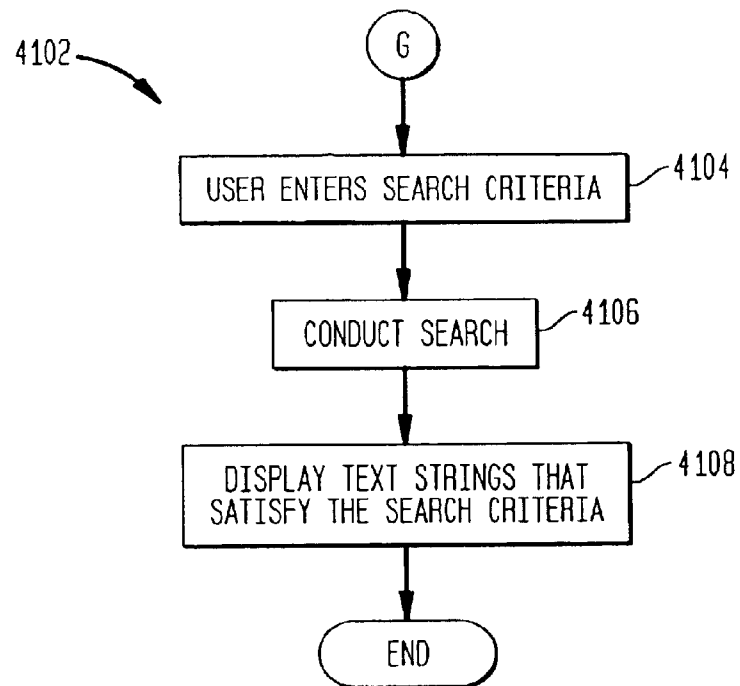 G
4102
USER ENTERS SEARCH CRITERIA
4104
CONDUCT SEARCH
4106
DISPLAY TEXT STRINGS THAT
SATISFY THE SEARCH CRITERIA
4108
END